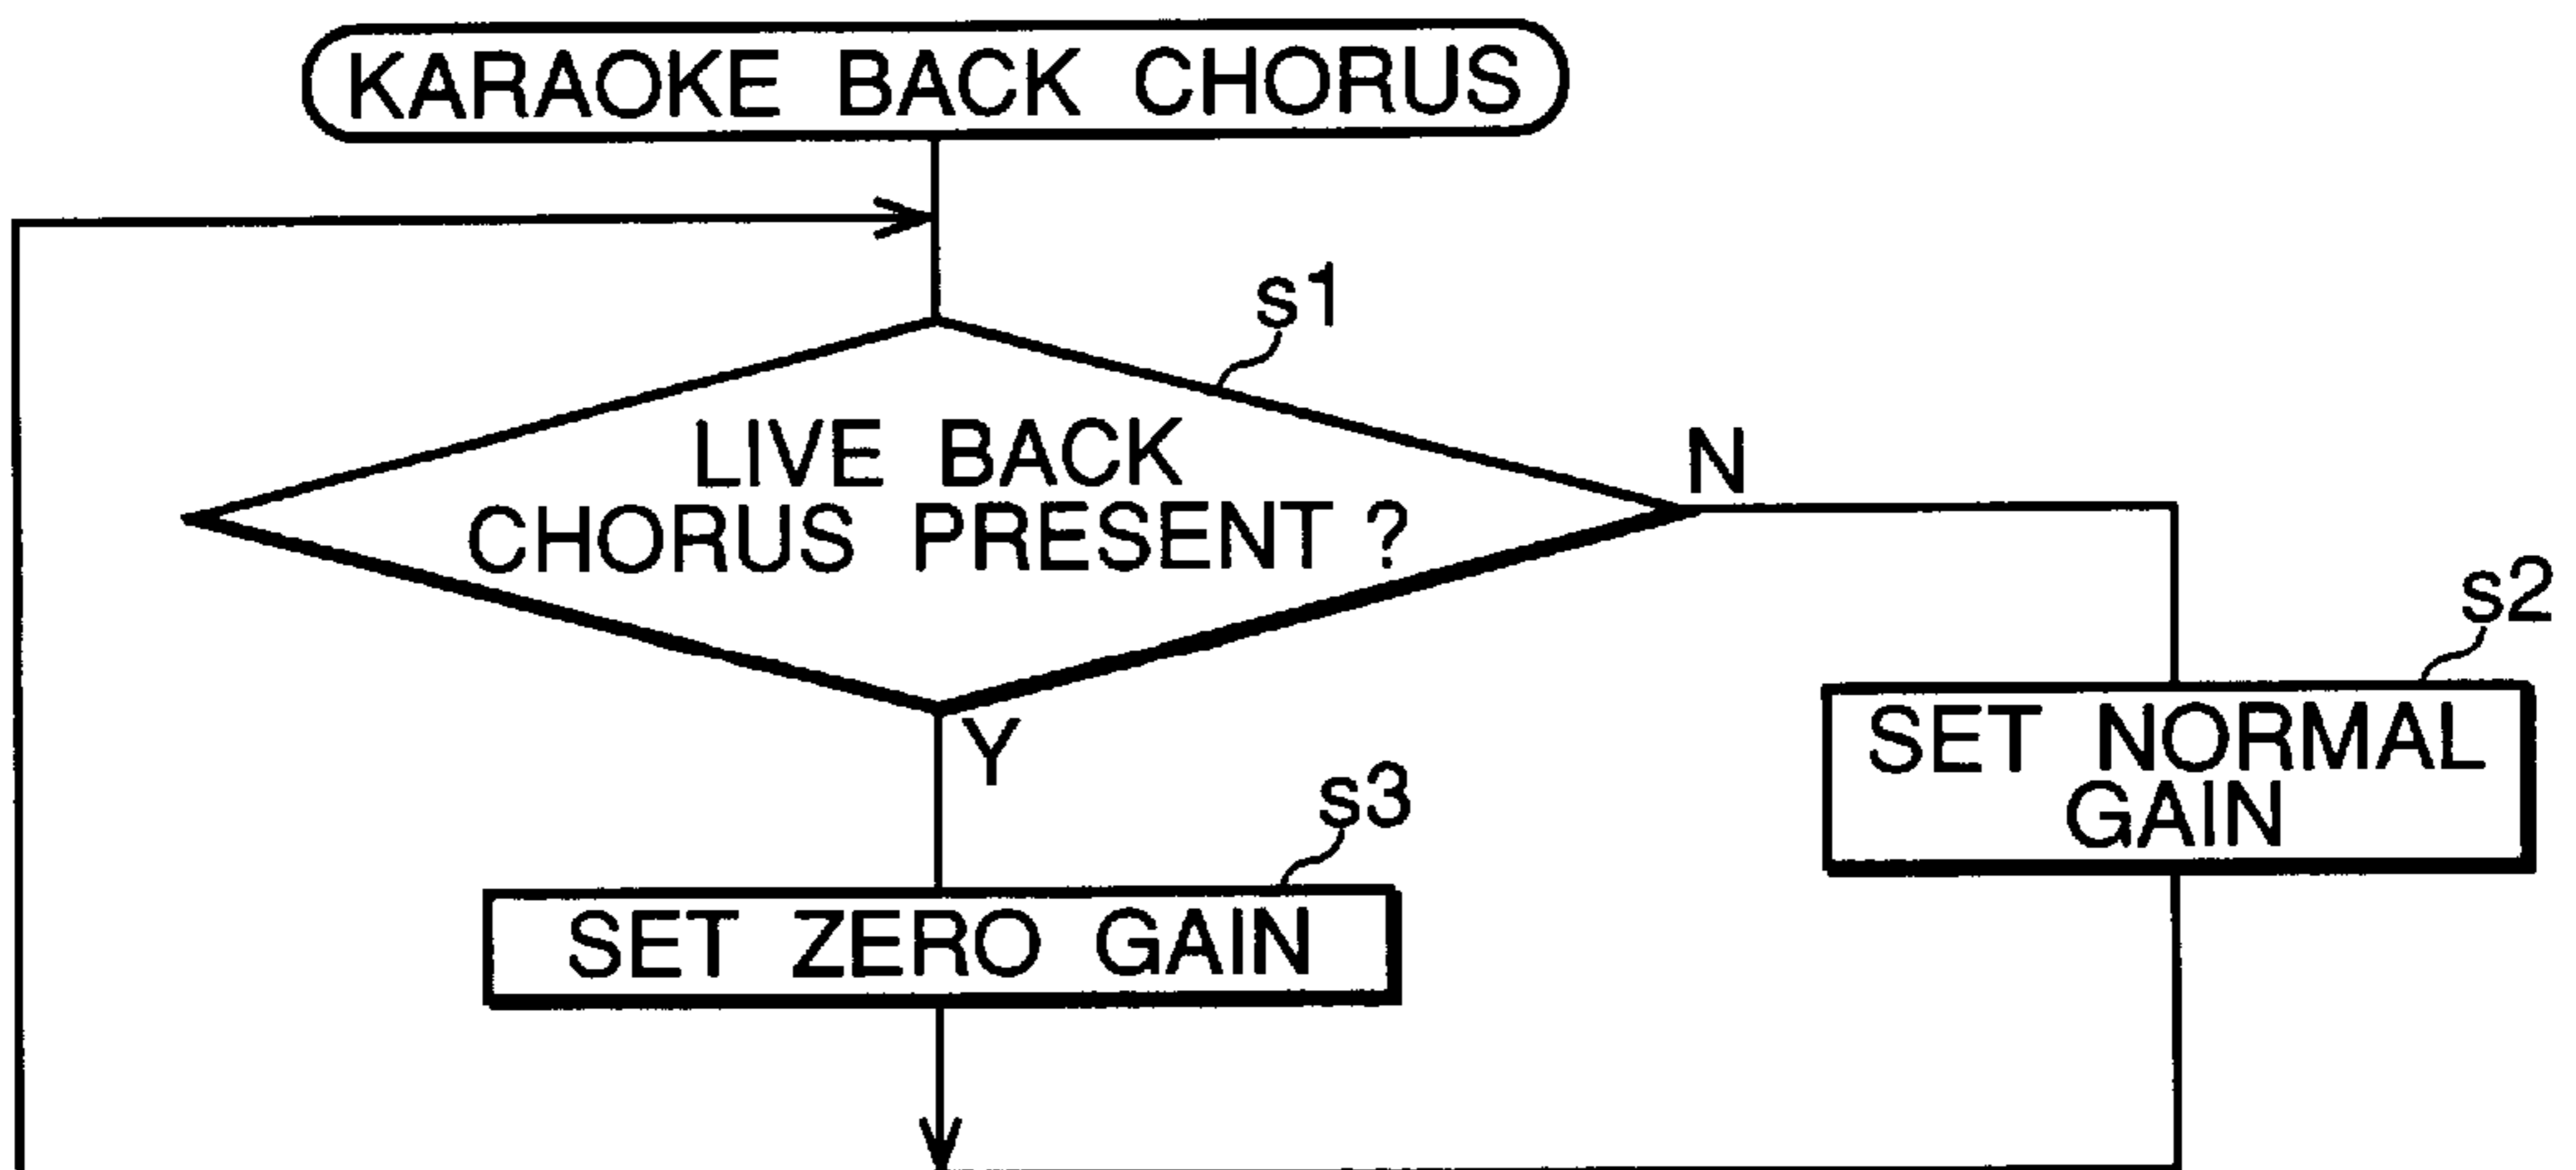 KARAOKE BACK CHORUS
s1
LIVE BACK
CHORUS PRESENT ?
N
s2
SET NORMAL
GAIN
Y
s3
SET ZERO GAIN